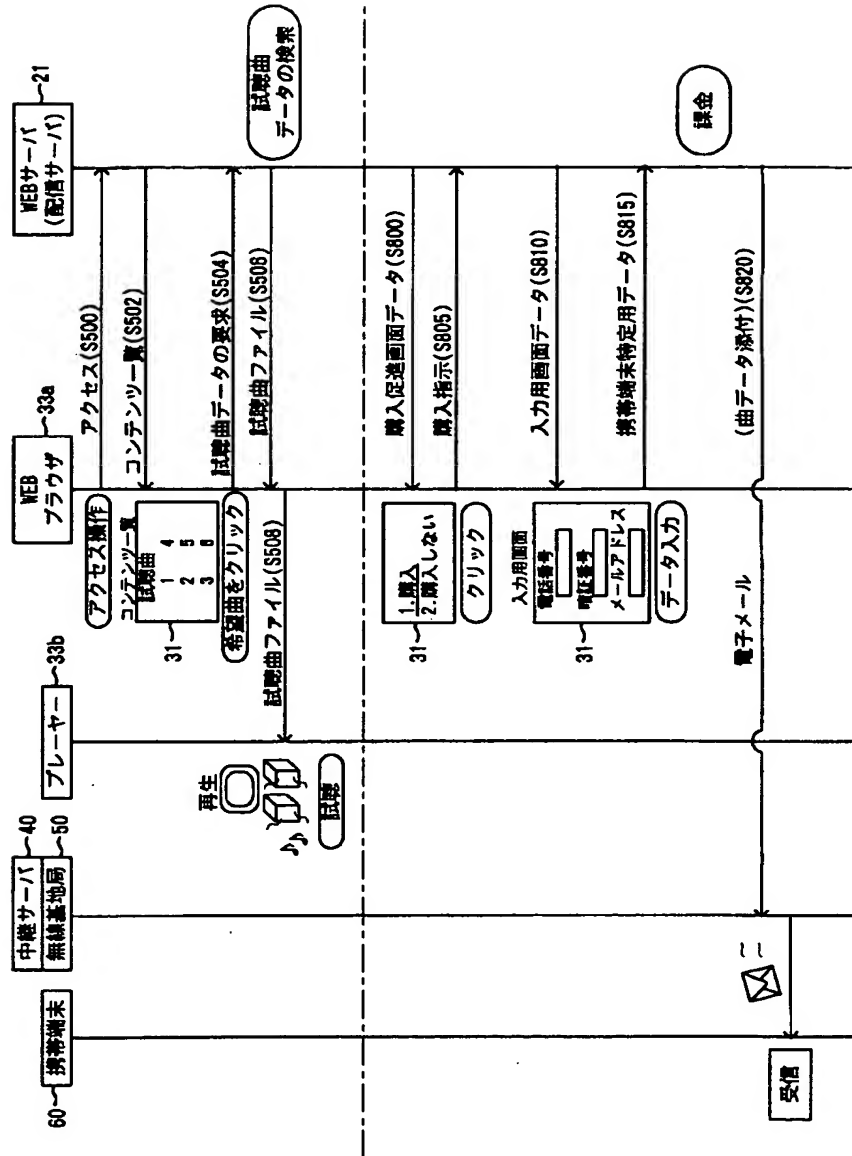 60
携帯端末
中継サーバ
40
無線基地局
50
プレーヤー
33b
WEB
ブラウザ
33a
WEBサーバ
(配信サーバ)
21
アクセス操作
アクセス(S500)
コンテンツ一覧(S502)
コンテンツ一覧
試聴曲
1 4
2 5
3 6
31
希望曲をクリック
試聴曲データの要求(S504)
試聴曲
データの検索
試聴曲ファイル(S508)
試聴曲ファイル(S508)
再生
試聴
購入促進画面データ(S800)
1.購入
2.購入しない
31
クリック
購入指示(S805)
入力用画面データ(S810)
入力用画面
電話番号
暗証番号
メールアドレス
31
データ入力
携帯端末特定用データ(S815)
課金
電子メール
(曲データ添付)(S820)
受信